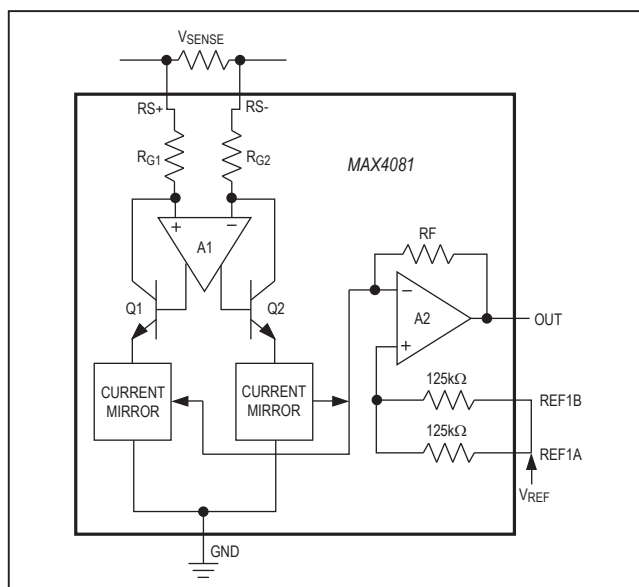 VSENSE
RS+
RS-
RG1
RG2
MAX4081
+
−
A1
RF
Q1
Q2
−
A2
+
OUT
CURRENT
MIRROR
CURRENT
MIRROR
125kΩ
REF1B
125kΩ
REF1A
VREF
GND